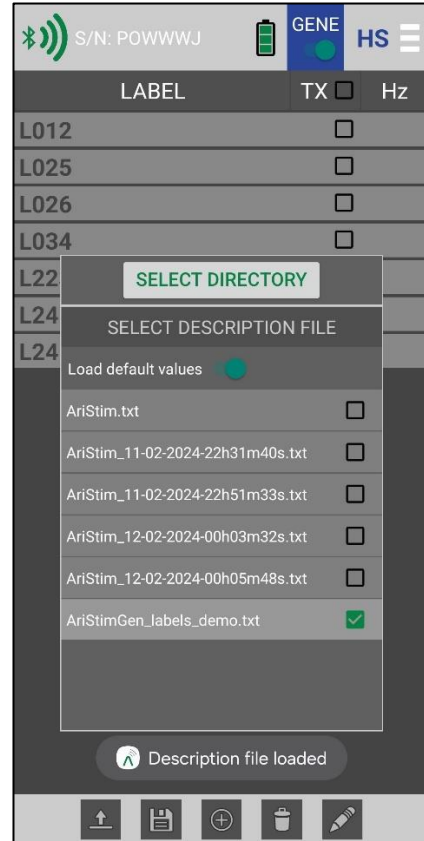 S/N: POWWWJ
GENE
HS
LABEL TX Hz
L012
L025
L026
L034
L22
L24
L24
SELECT DIRECTORY
SELECT DESCRIPTION FILE
Load default values
AriStim.txt
AriStim_11-02-2024-22h31m40s.txt
AriStim_11-02-2024-22h51m33s.txt
AriStim_12-02-2024-00h03m32s.txt
AriStim_12-02-2024-00h05m48s.txt
AriStimGen_labels_demo.txt
Description file loaded